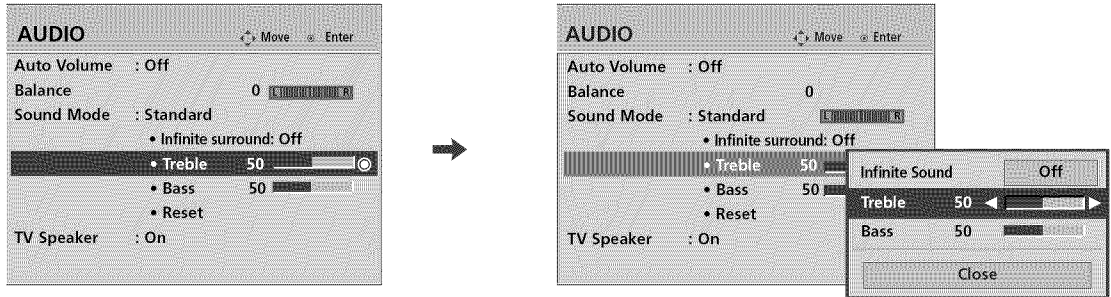 AUDIO
Move Enter
Auto Volume : Off
Balance 0 L R
Sound Mode : Standard
• Infinite surround: Off
• Treble 50
• Bass 50
• Reset
TV Speaker : On
AUDIO
Move Enter
Auto Volume : Off
Balance 0
Sound Mode : Standard L R
• Infinite surround: Off
• Treble 50
• Bass 50
• Reset
TV Speaker : On
Infinite Sound Off
Treble 50
Bass 50
Close